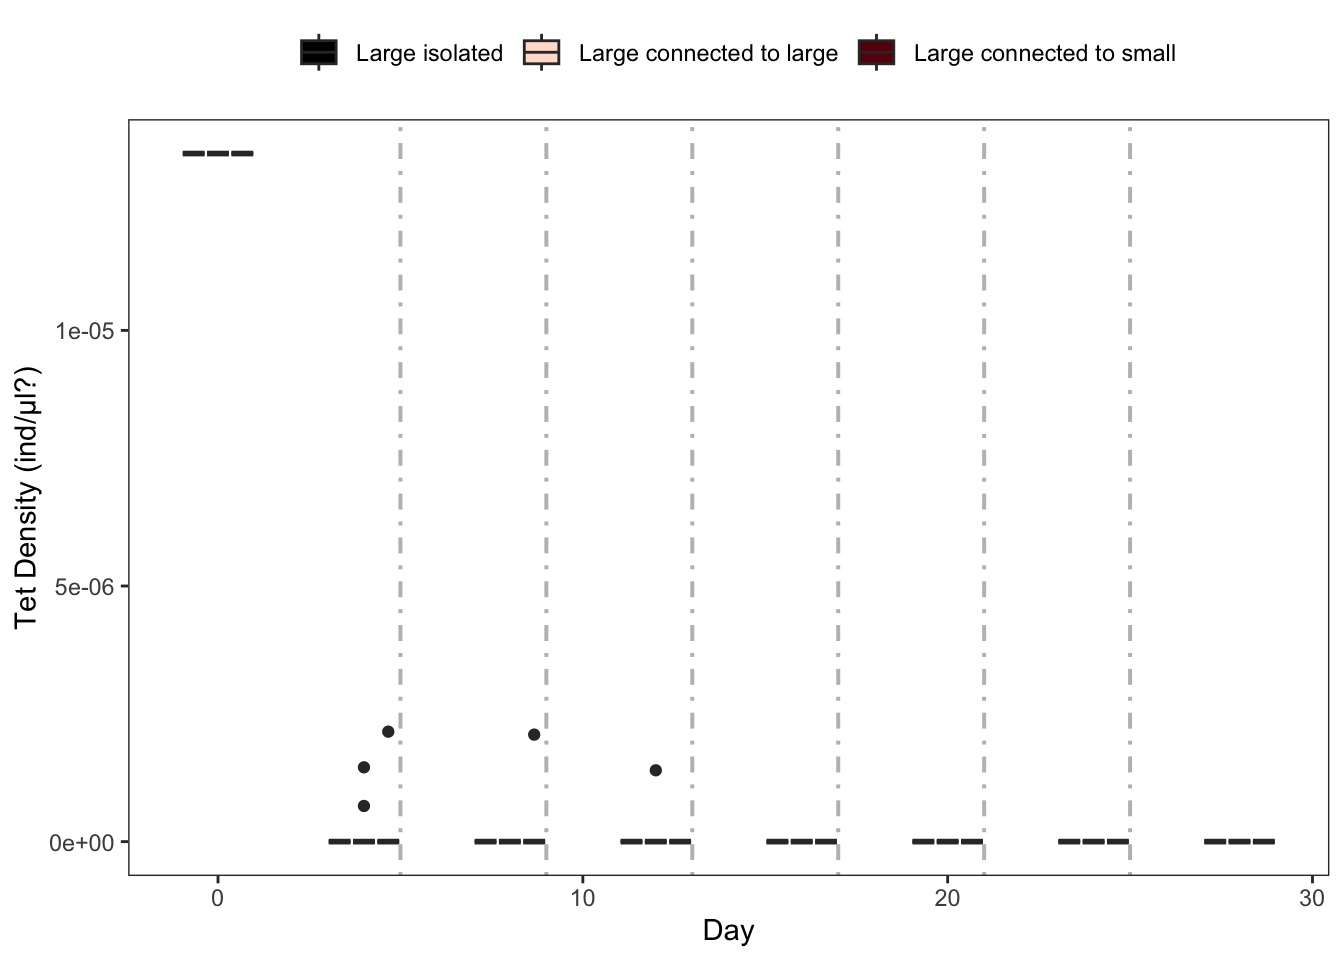 Large isolated Large connected to large Large connected to small
Tet Density (ind/µl?)
1e-05
5e-06
0e+00
0 10 20 30
Day